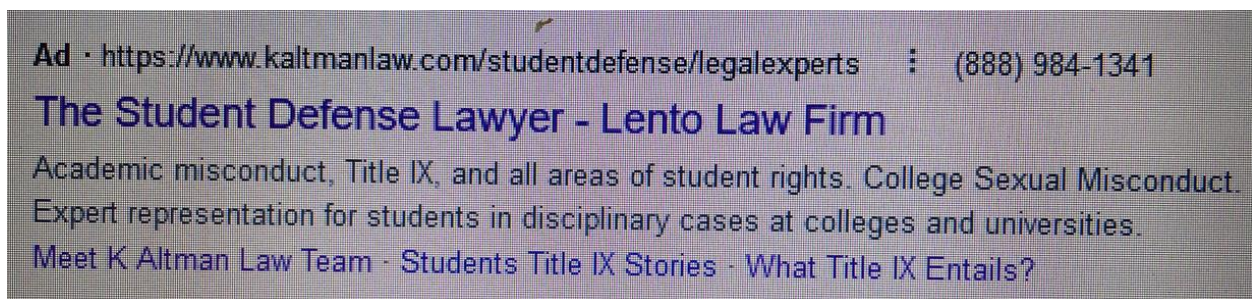 Ad · https://www.kaltmanlaw.com/studentdefense/legalexperts ⋮ (888) 984-1341
The Student Defense Lawyer - Lento Law Firm
Academic misconduct, Title IX, and all areas of student rights. College Sexual Misconduct.
Expert representation for students in disciplinary cases at colleges and universities.
Meet K Altman Law Team · Students Title IX Stories · What Title IX Entails?